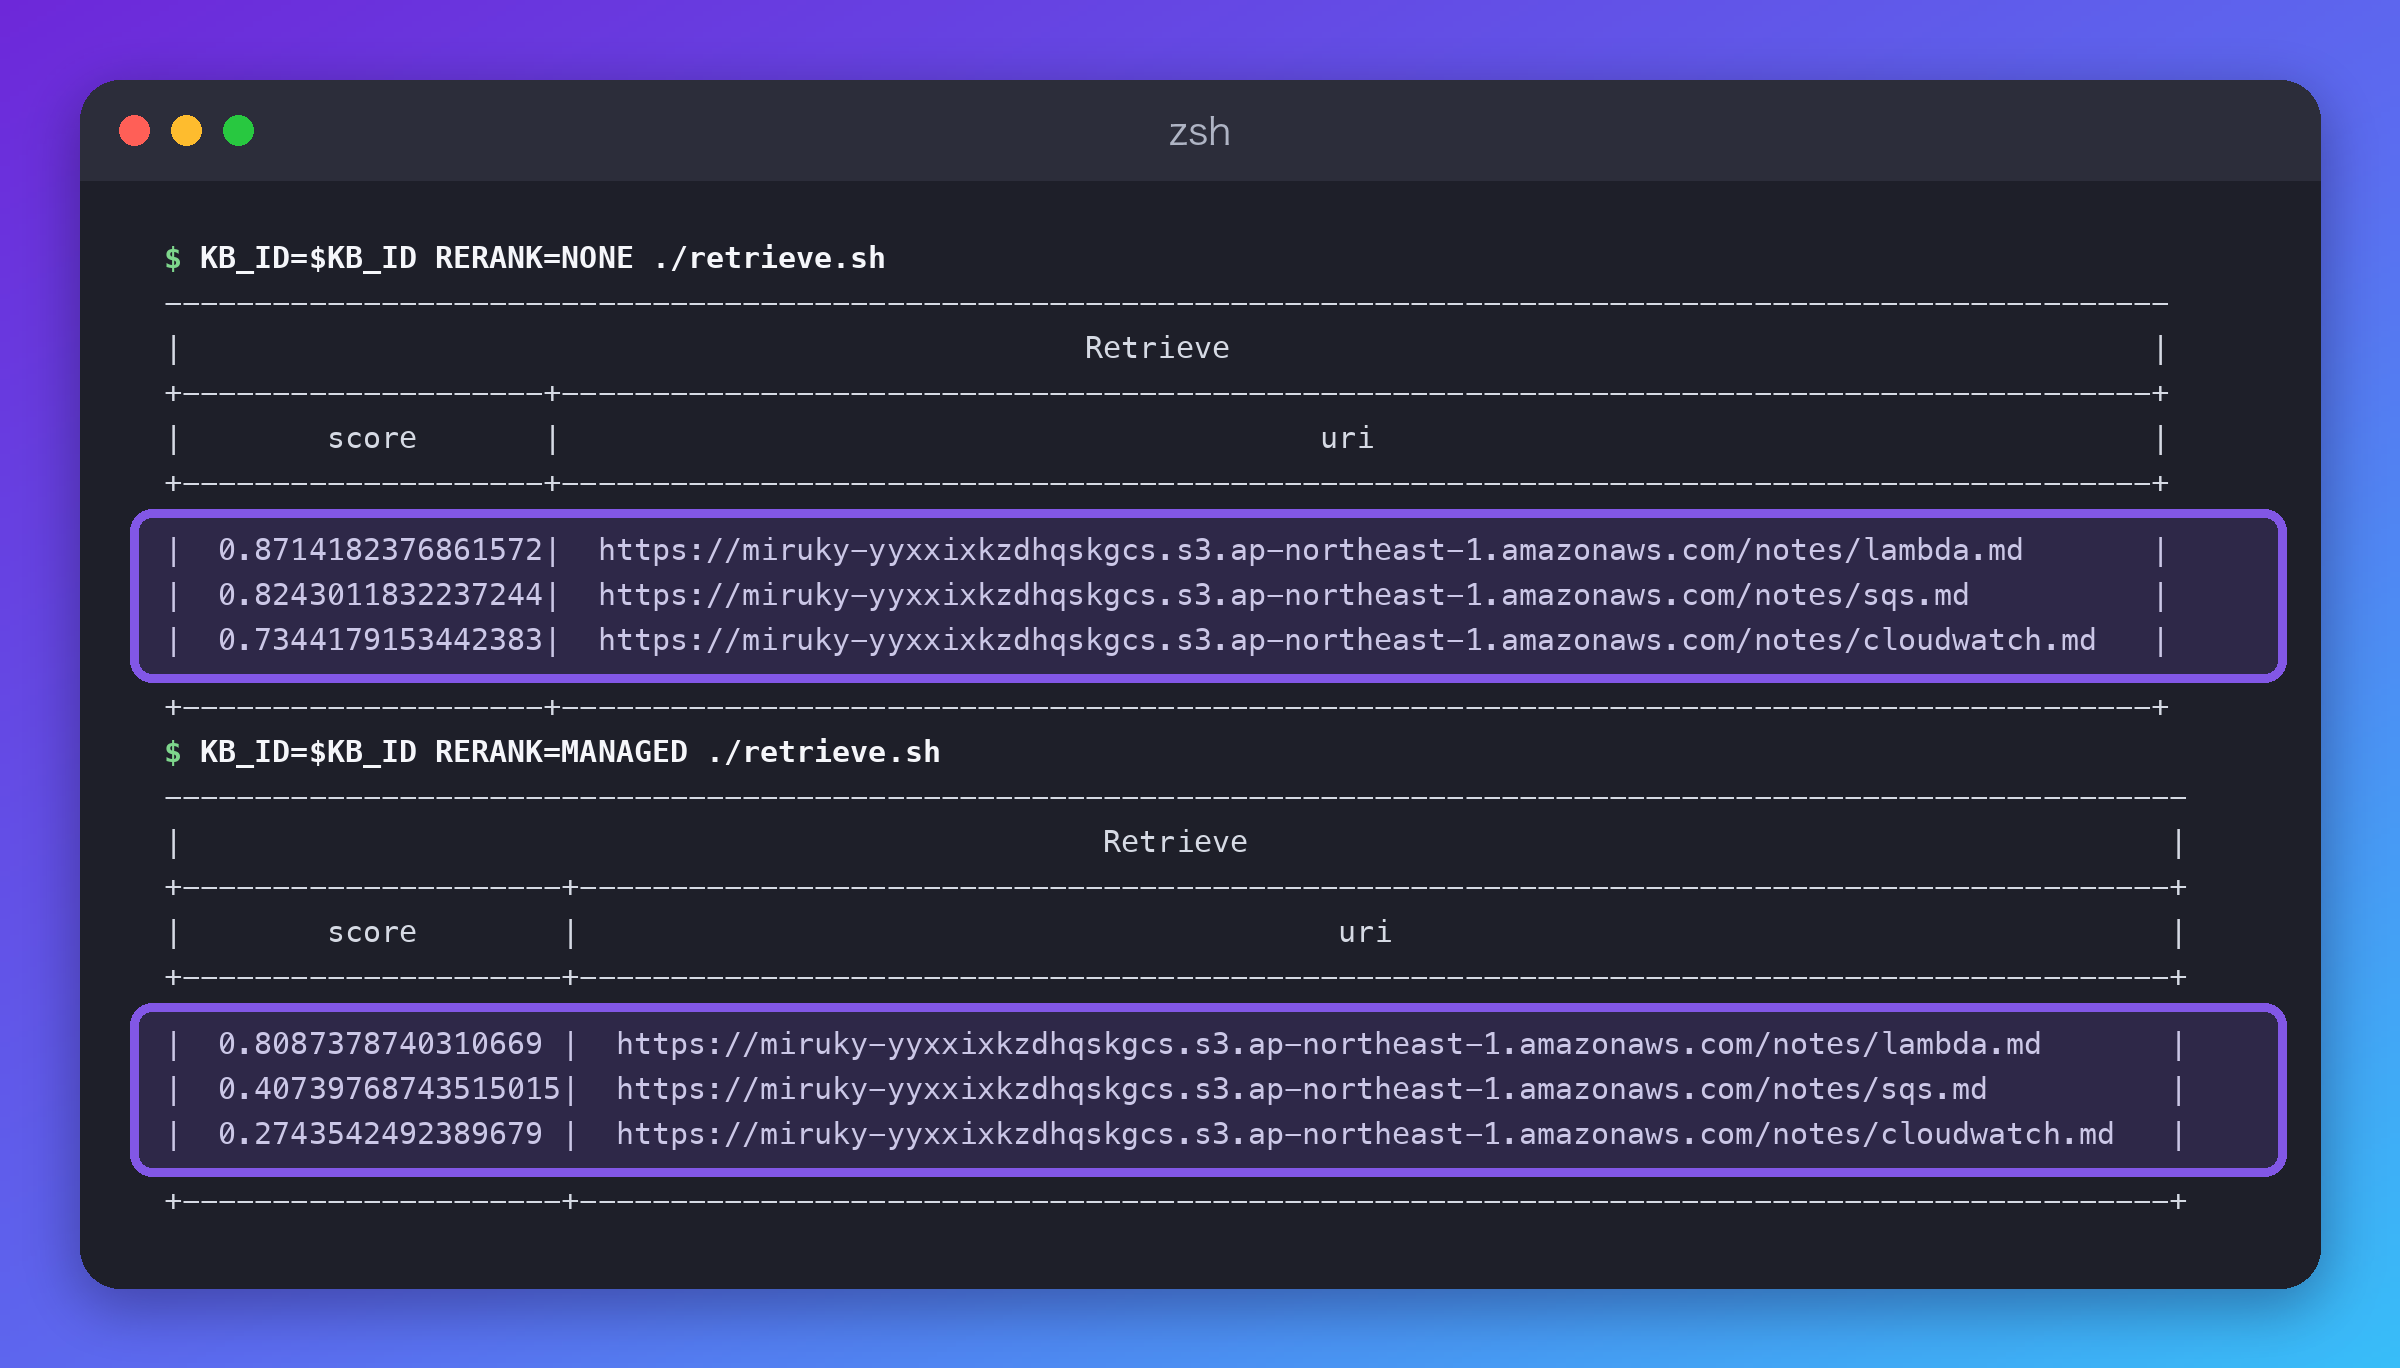 zsh
$ KB_ID=$KB_ID RERANK=NONE ./retrieve.sh
---------------------------------------------------------------------------------------------------------------
|                                                  Retrieve                                                   |
+--------------------+----------------------------------------------------------------------------------------+
|        score       |                                          uri                                           |
+--------------------+----------------------------------------------------------------------------------------+
|  0.8714182376861572|  https://miruky-yyxxixkzdhqskgcs.s3.ap-northeast-1.amazonaws.com/notes/lambda.md       |
|  0.8243011832237244|  https://miruky-yyxxixkzdhqskgcs.s3.ap-northeast-1.amazonaws.com/notes/sqs.md          |
|  0.7344179153442383|  https://miruky-yyxxixkzdhqskgcs.s3.ap-northeast-1.amazonaws.com/notes/cloudwatch.md   |
+--------------------+----------------------------------------------------------------------------------------+
$ KB_ID=$KB_ID RERANK=MANAGED ./retrieve.sh
----------------------------------------------------------------------------------------------------------------
|                                                   Retrieve                                                   |
+---------------------+----------------------------------------------------------------------------------------+
|        score        |                                          uri                                           |
+---------------------+----------------------------------------------------------------------------------------+
|  0.8087378740310669 |  https://miruky-yyxxixkzdhqskgcs.s3.ap-northeast-1.amazonaws.com/notes/lambda.md       |
|  0.40739768743515015|  https://miruky-yyxxixkzdhqskgcs.s3.ap-northeast-1.amazonaws.com/notes/sqs.md          |
|  0.2743542492389679 |  https://miruky-yyxxixkzdhqskgcs.s3.ap-northeast-1.amazonaws.com/notes/cloudwatch.md   |
+---------------------+----------------------------------------------------------------------------------------+